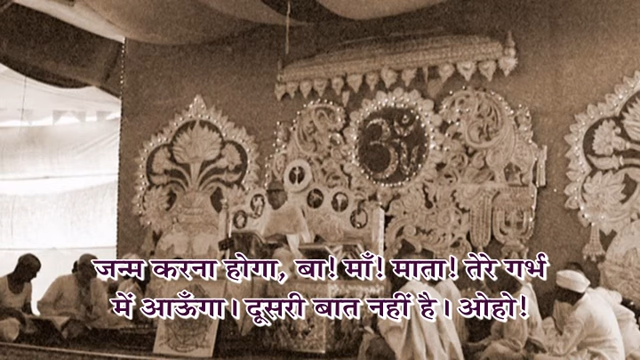 ॐ
जन्म करना होगा, बा! माँ! माता! तेरे गर्भ
में आऊँगा। दूसरी बात नहीं है। ओहो!